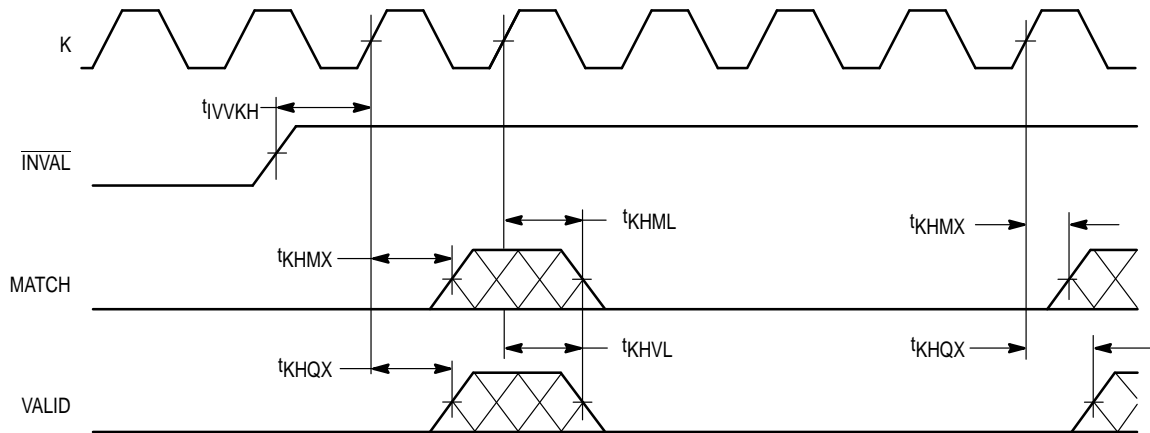 K
tIVVKH
INVAL
tKHML
tKHMX
tKHMX
MATCH
tKHVL
tKHQX
tKHQX
VALID